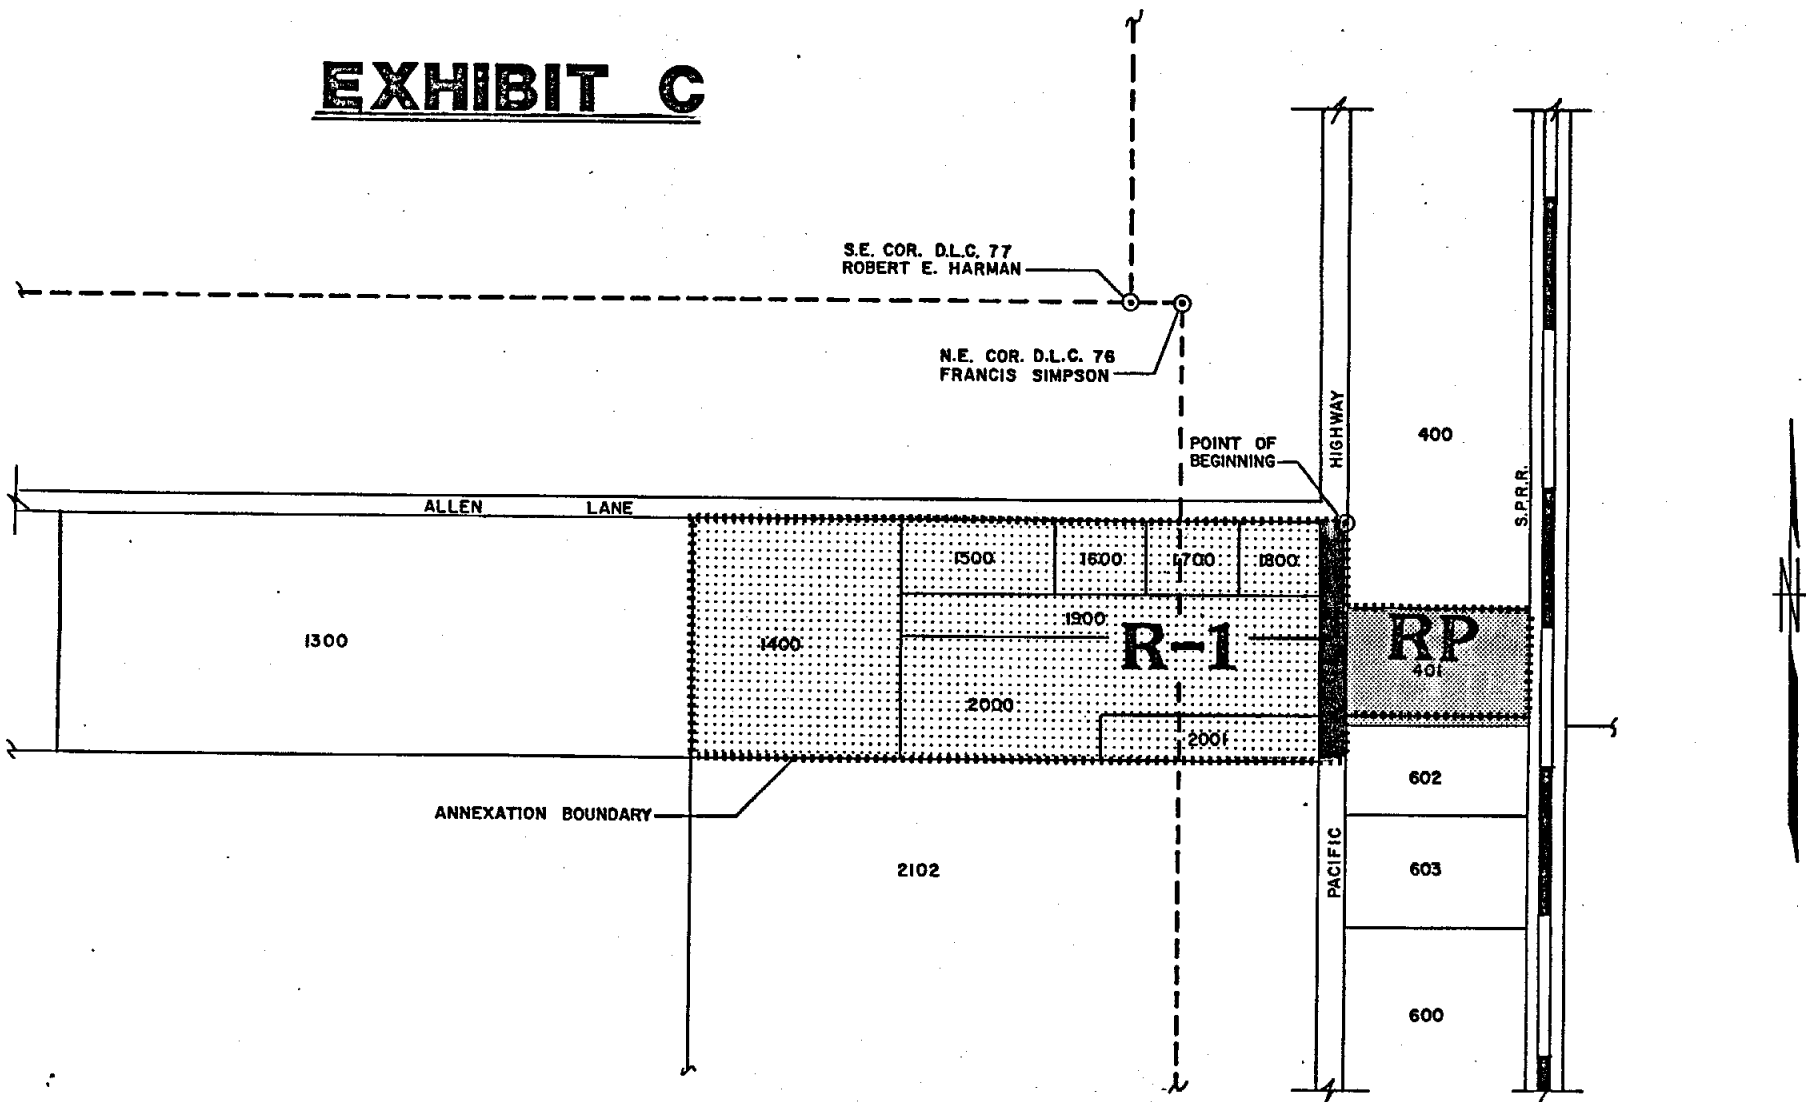 EXHIBIT C
S.E. COR. D.L.C. 77
ROBERT E. HARMAN
N.E. COR. D.L.C. 76
FRANCIS SIMPSON
HIGHWAY
400
POINT OF
BEGINNING
S.P.R.R.
ALLEN LANE
1500
1600
1700
1800
1300
1400
1900
R-1
RP
401
N
2000
2001
602
ANNEXATION BOUNDARY
PACIFIC
2102
603
600